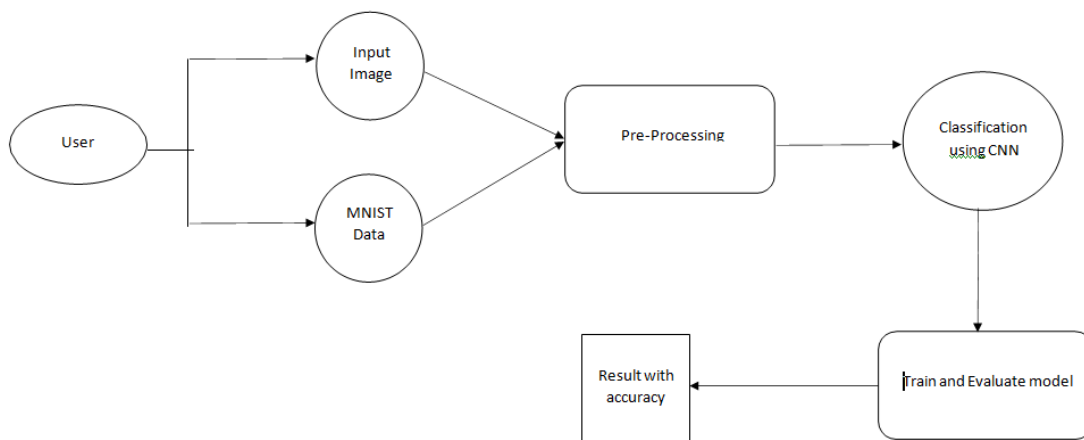 Input
Image
User
MNIST
Data
Pre-Processing
Classification
using CNN
Result with
accuracy
Train and Evaluate model